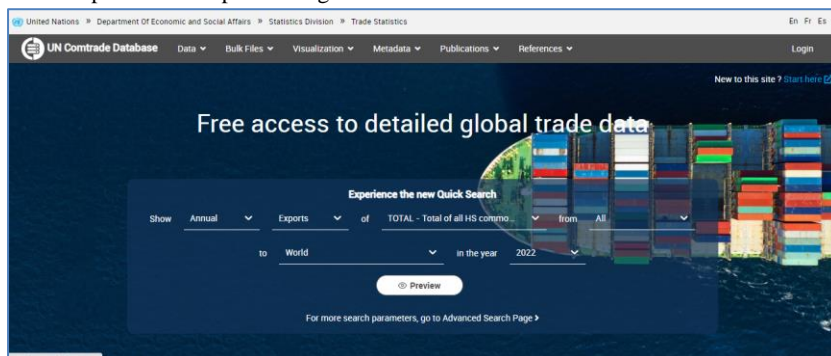 United Nations » Department Of Economic and Social Affairs » Statistics Division » Trade Statistics En Fr Es
UN Comtrade Database Data Bulk Files Visualization Metadata Publications References Login
New to this site ? Start here
Free access to detailed global trade data
Experience the new Quick Search
Show Annual Exports of TOTAL - Total of all HS commo... from All
to World in the year 2022
Preview
For more search parameters, go to Advanced Search Page